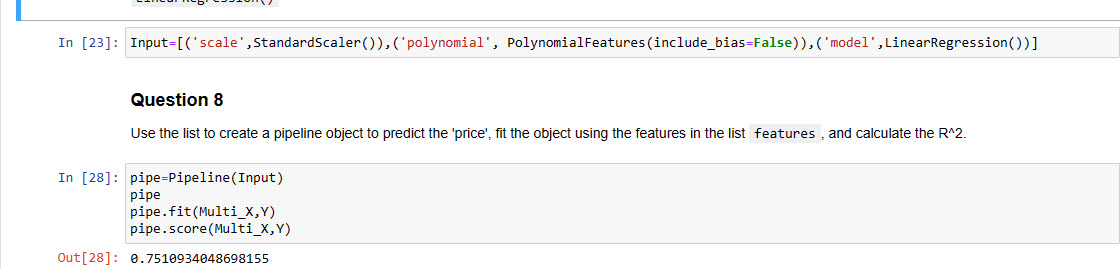 LinearRegression()
In [23]: Input=[('scale',StandardScaler()),('polynomial', PolynomialFeatures(include_bias=False)),('model',LinearRegression())]
Question 8
Use the list to create a pipeline object to predict the 'price', fit the object using the features in the list features , and calculate the R^2.
In [28]: pipe=Pipeline(Input)
pipe
pipe.fit(Multi_X,Y)
pipe.score(Multi_X,Y)
Out[28]: 0.7510934048698155